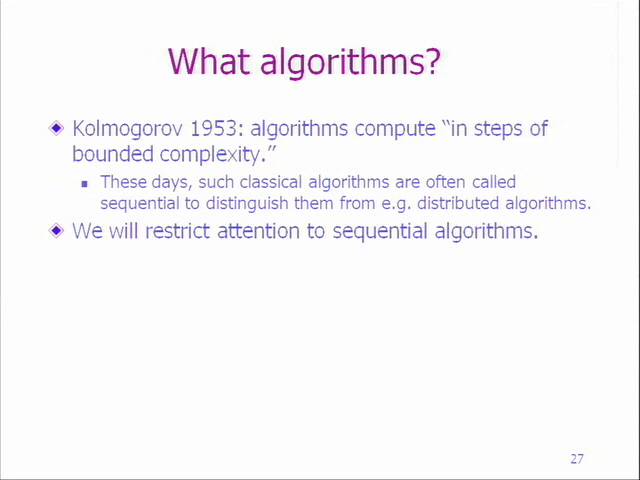 What algorithms?
Kolmogorov 1953: algorithms compute “in steps of
bounded complexity.”
These days, such classical algorithms are often called
sequential to distinguish them from e.g. distributed algorithms.
We will restrict attention to sequential algorithms.
27